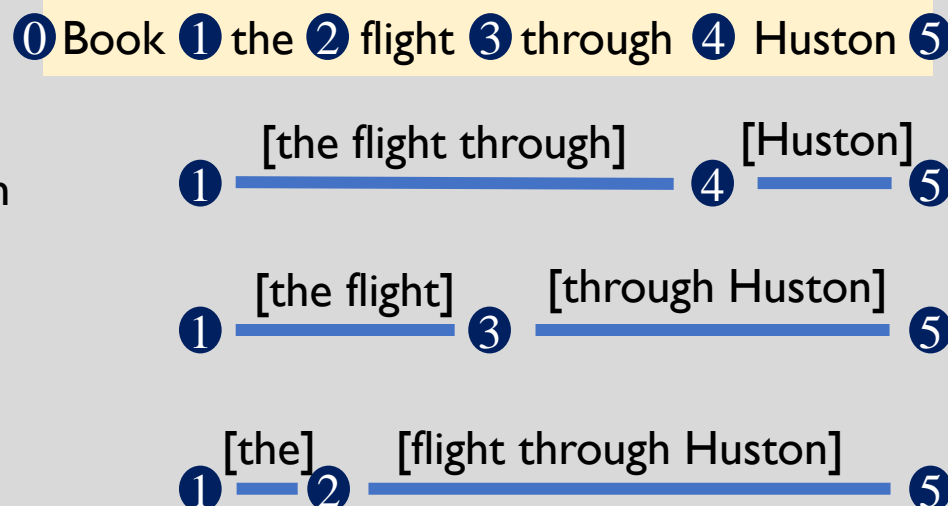 0 Book 1 the 2 flight 3 through 4 Huston 5
[the flight through] [Huston]
n 1 4 5
[the flight] [through Huston]
1 3 5
[the] [flight through Huston]
1 2 5